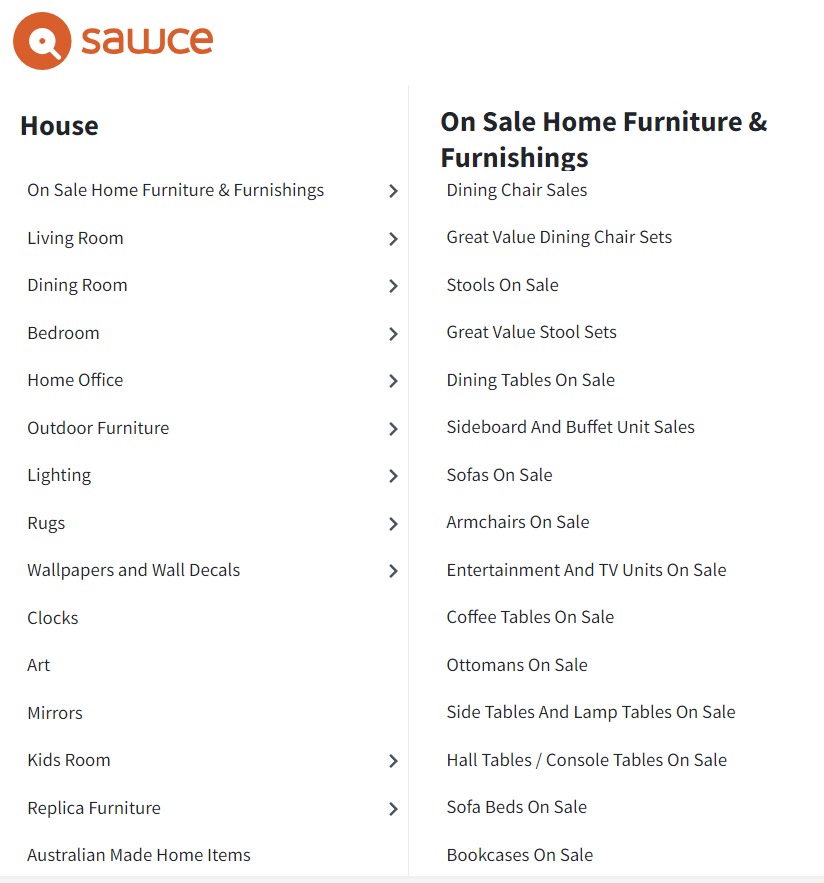 sawce
House
On Sale Home Furniture & Furnishings
Living Room
Dining Room
Bedroom
Home Office
Outdoor Furniture
Lighting
Rugs
Wallpapers and Wall Decals
Clocks
Art
Mirrors
Kids Room
Replica Furniture
Australian Made Home Items
On Sale Home Furniture &
Furnishings
Dining Chair Sales
Great Value Dining Chair Sets
Stools On Sale
Great Value Stool Sets
Dining Tables On Sale
Sideboard And Buffet Unit Sales
Sofas On Sale
Armchairs On Sale
Entertainment And TV Units On Sale
Coffee Tables On Sale
Ottomans On Sale
Side Tables And Lamp Tables On Sale
Hall Tables / Console Tables On Sale
Sofa Beds On Sale
Bookcases On Sale